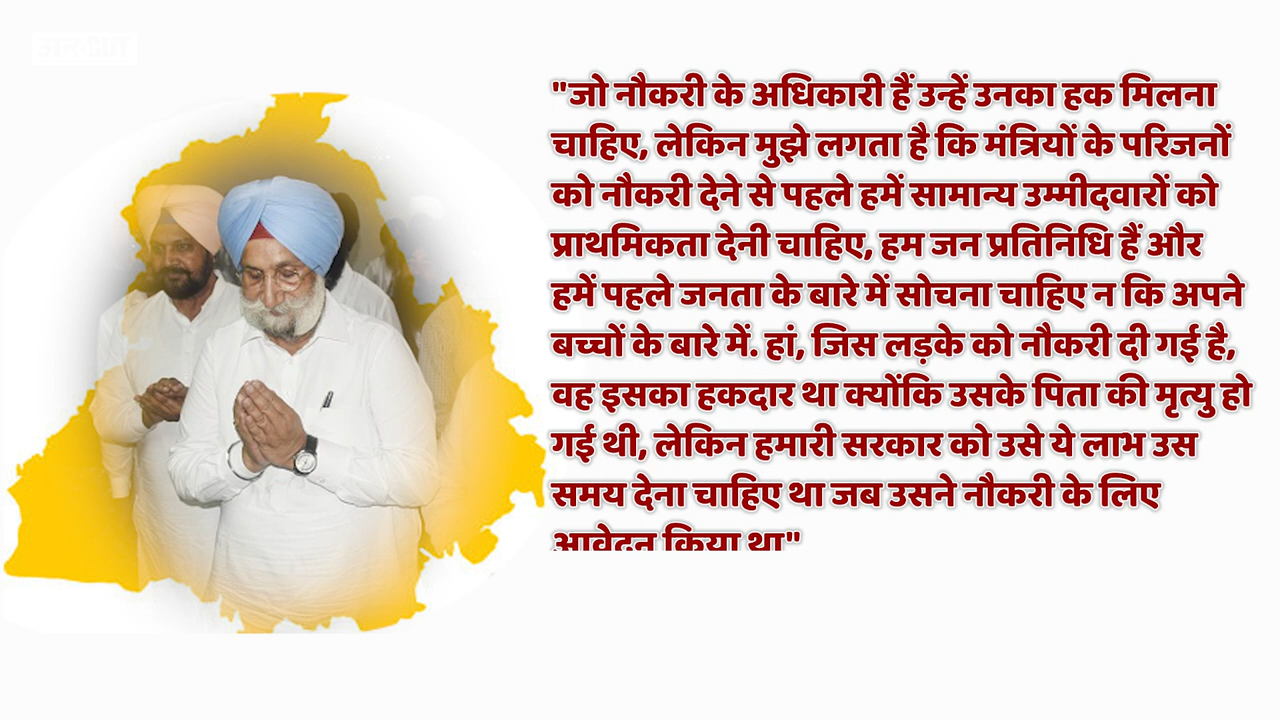 "जो नौकरी के अधिकारी हैं उन्हें उनका हक मिलना
चाहिए, लेकिन मुझे लगता है कि मंत्रियों के परिजनों
को नौकरी देने से पहले हमें सामान्य उम्मीदवारों को
प्राथमिकता देनी चाहिए, हम जन प्रतिनिधि हैं और
हमें पहले जनता के बारे में सोचना चाहिए न कि अपने
बच्चों के बारे में. हां, जिस लड़के को नौकरी दी गई है,
वह इसका हकदार था क्योंकि उसके पिता की मृत्यु हो
गई थी, लेकिन हमारी सरकार को उसे ये लाभ उस
समय देना चाहिए था जब उसने नौकरी के लिए
आवेदन किया था"